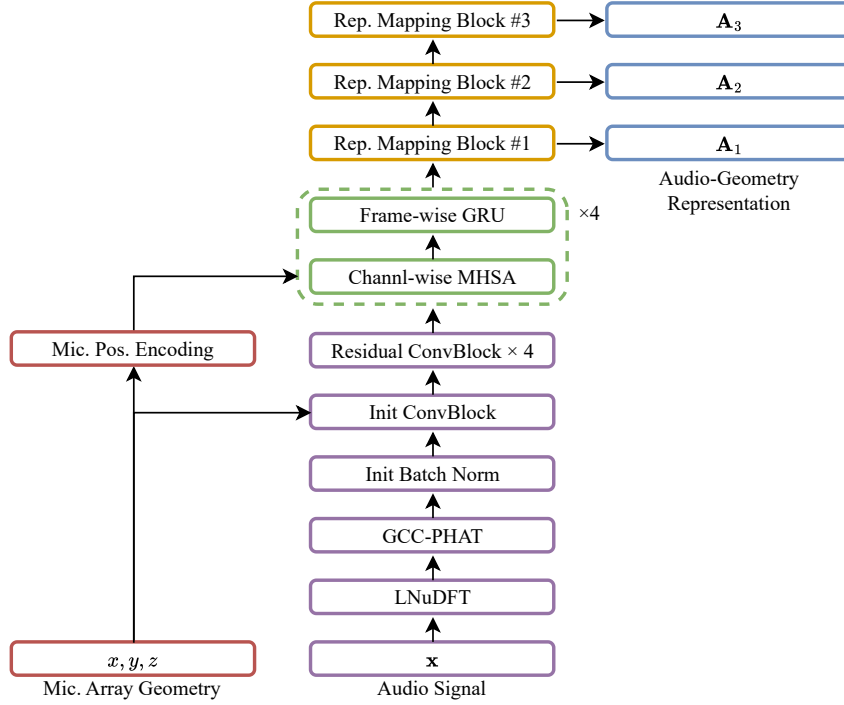 Rep. Mapping Block #3
𝐀₃
Rep. Mapping Block #2
𝐀₂
Rep. Mapping Block #1
𝐀₁
Audio-Geometry
Representation
Frame-wise GRU
×4
Channl-wise MHSA
Mic. Pos. Encoding
Residual ConvBlock × 4
Init ConvBlock
Init Batch Norm
GCC-PHAT
LNuDFT
x, y, z
𝐱
Mic. Array Geometry
Audio Signal